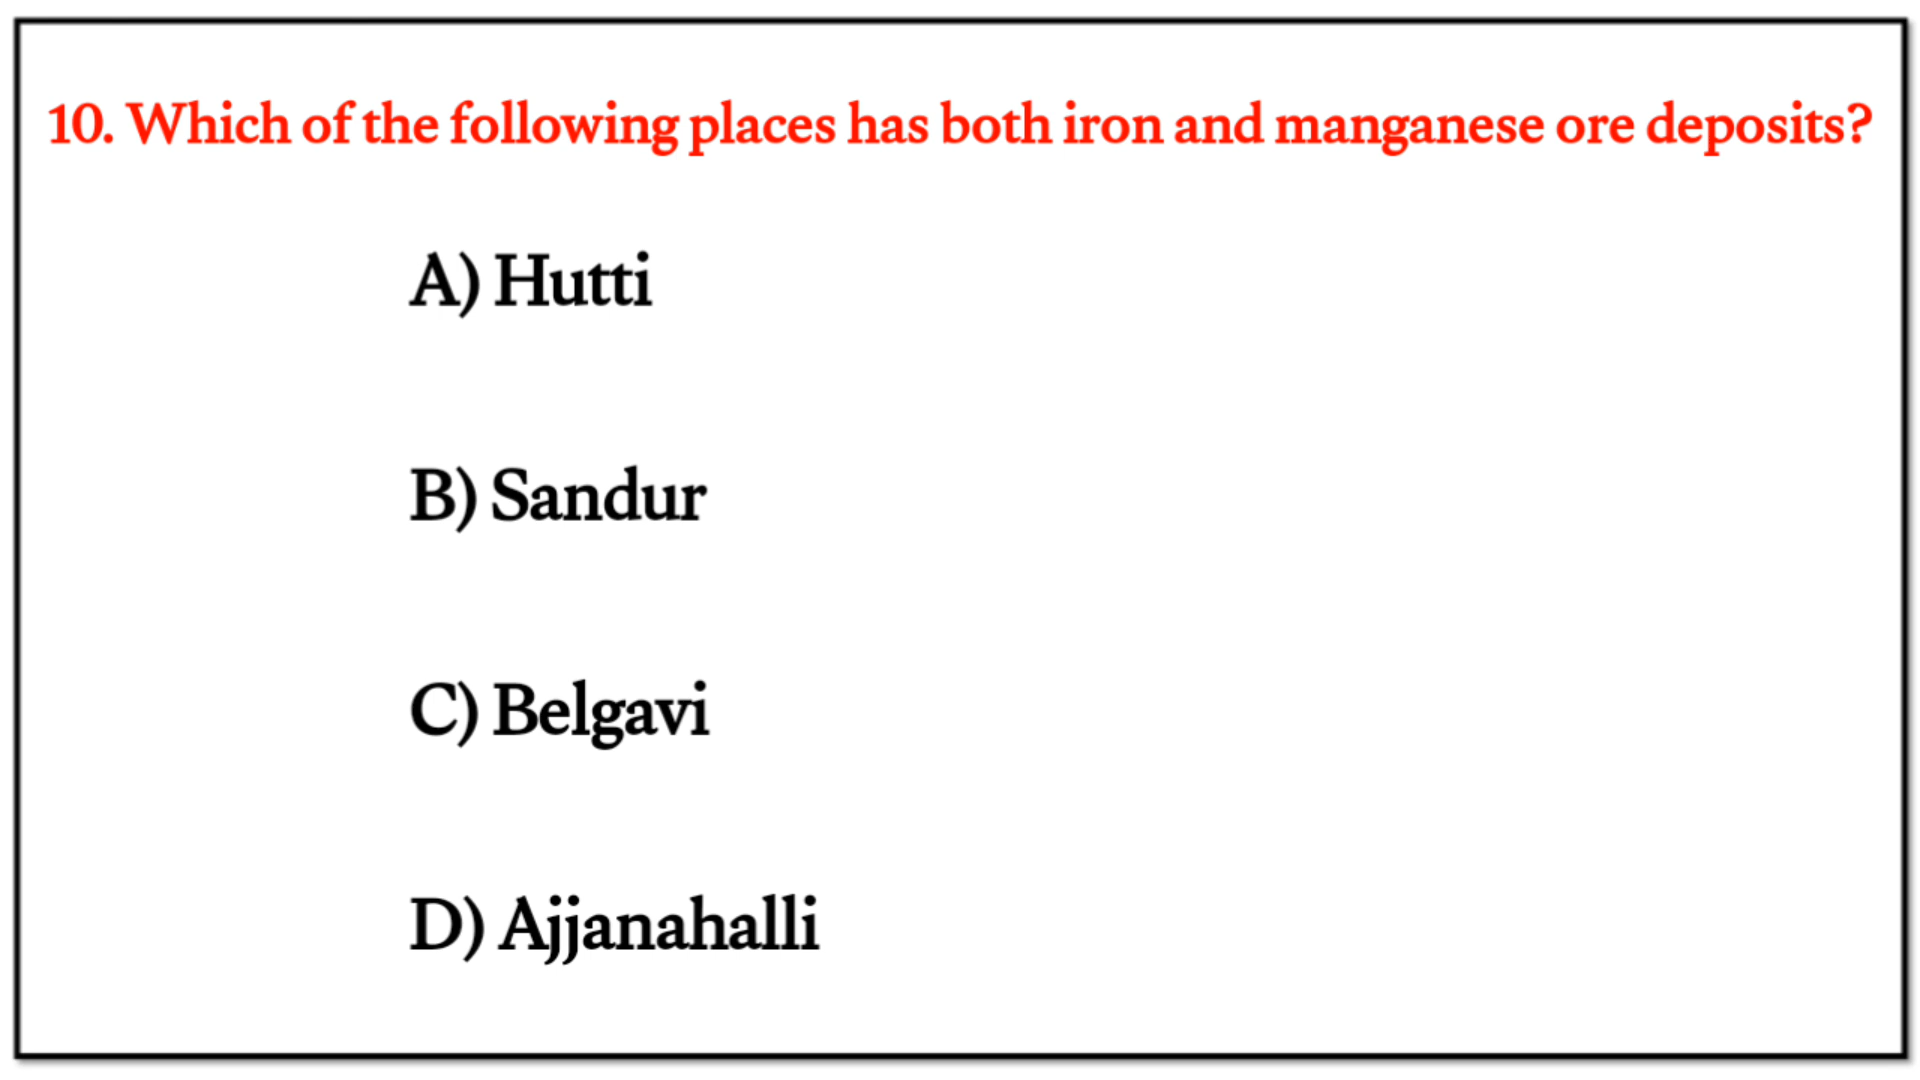 10. Which of the following places has both iron and manganese ore deposits?
A) Hutti
B) Sandur
C) Belgavi
D) Ajjanahalli